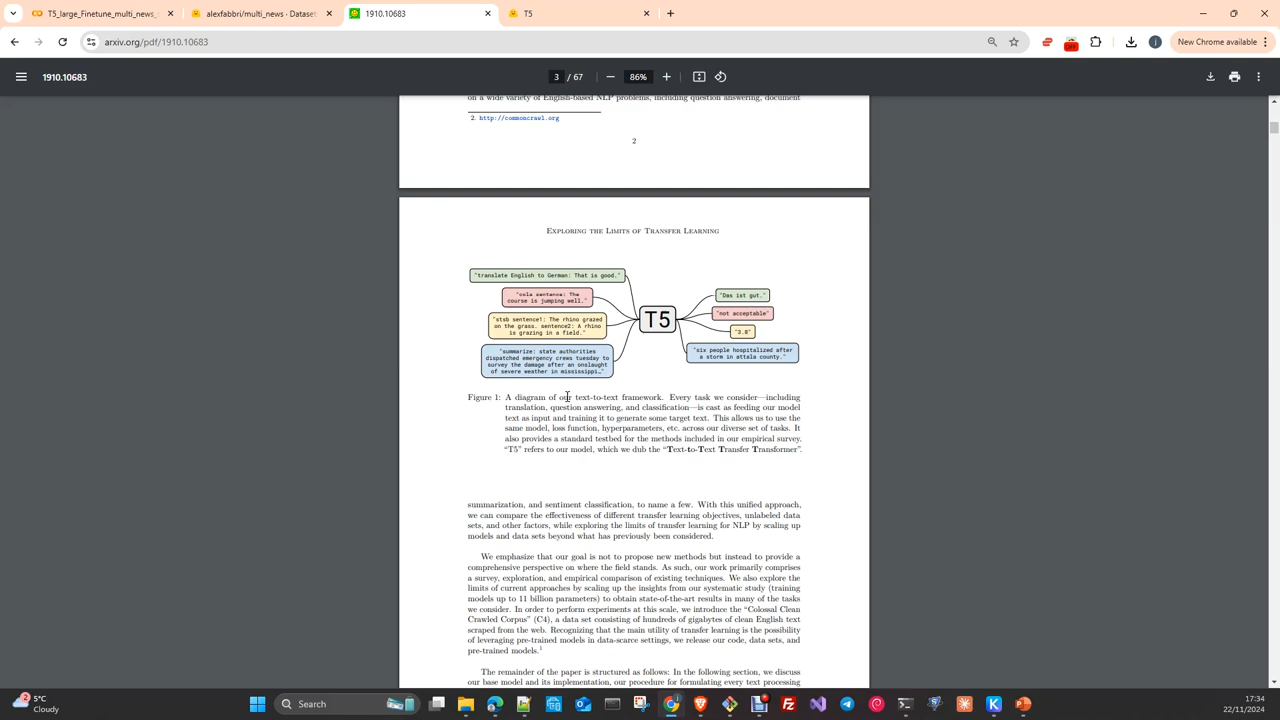 T5_large_Finetune_multi_news_
alexfabbri/multi_news · Dataset
1910.10683
T5
arxiv.org/pdf/1910.10683
OFF
New Chrome available
1910.10683
3 / 67
86%
on a wide variety of English-based NLP problems, including question answering, document
2. http://commoncrawl.org
2
Exploring the Limits of Transfer Learning
"translate English to German: That is good."
"cola sentence: The
course is jumping well."
"stsb sentence1: The rhino grazed
on the grass. sentence2: A rhino
is grazing in a field."
"summarize: state authorities
dispatched emergency crews tuesday to
survey the damage after an onslaught
of severe weather in mississippi…"
T5
"Das ist gut."
"not acceptable"
"3.8"
"six people hospitalized after
a storm in attala county."
Figure 1: A diagram of our text-to-text framework. Every task we consider—including
translation, question answering, and classification—is cast as feeding our model
text as input and training it to generate some target text. This allows us to use the
same model, loss function, hyperparameters, etc. across our diverse set of tasks. It
also provides a standard testbed for the methods included in our empirical survey.
“T5” refers to our model, which we dub the “Text-to-Text Transfer Transformer”.
summarization, and sentiment classification, to name a few. With this unified approach,
we can compare the effectiveness of different transfer learning objectives, unlabeled data
sets, and other factors, while exploring the limits of transfer learning for NLP by scaling up
models and data sets beyond what has previously been considered.
We emphasize that our goal is not to propose new methods but instead to provide a
comprehensive perspective on where the field stands. As such, our work primarily comprises
a survey, exploration, and empirical comparison of existing techniques. We also explore the
limits of current approaches by scaling up the insights from our systematic study (training
models up to 11 billion parameters) to obtain state-of-the-art results in many of the tasks
we consider. In order to perform experiments at this scale, we introduce the “Colossal Clean
Crawled Corpus” (C4), a data set consisting of hundreds of gigabytes of clean English text
scraped from the web. Recognizing that the main utility of transfer learning is the possibility
of leveraging pre-trained models in data-scarce settings, we release our code, data sets, and
pre-trained models.1
The remainder of the paper is structured as follows: In the following section, we discuss
our base model and its implementation, our procedure for formulating every text processing
5°C
Cloudy
Search
17:34
22/11/2024